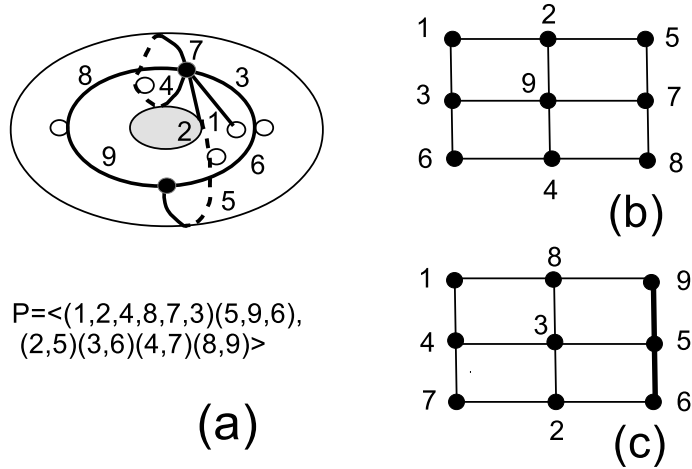 7
8
3
4
1
2
9
6
5
P=<(1,2,4,8,7,3)(5,9,6),
(2,5)(3,6)(4,7)(8,9)>
(a)
1 2 5
3 9 7
6 4 8
(b)
1 8 9
4 3 5
7 2 6
(c)